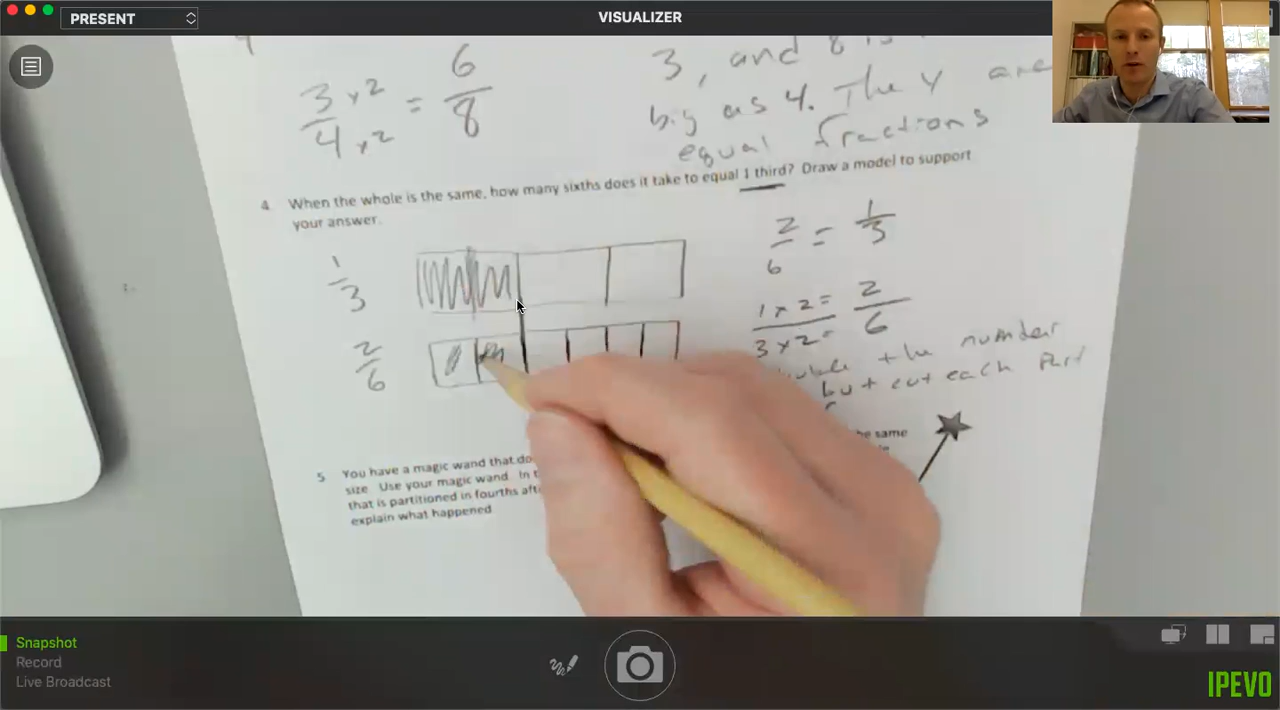 PRESENT
VISUALIZER
3 x2 = 6
4 x2 8
3, and 8 is
big as 4. They are
equal fractions
4. When the whole is the same, how many sixths does it take to equal 1 third? Draw a model to support
your answer.
1
3
2
6
2 = 1
6 3
1 x 2 = 2
3 x 2 = 6
the number
but cut each part
5 You have a magic wand that do
he same
size. Use your magic wand. In t
that is partitioned in fourths aft
explain what happened
Snapshot
Record
Live Broadcast
IPEVO